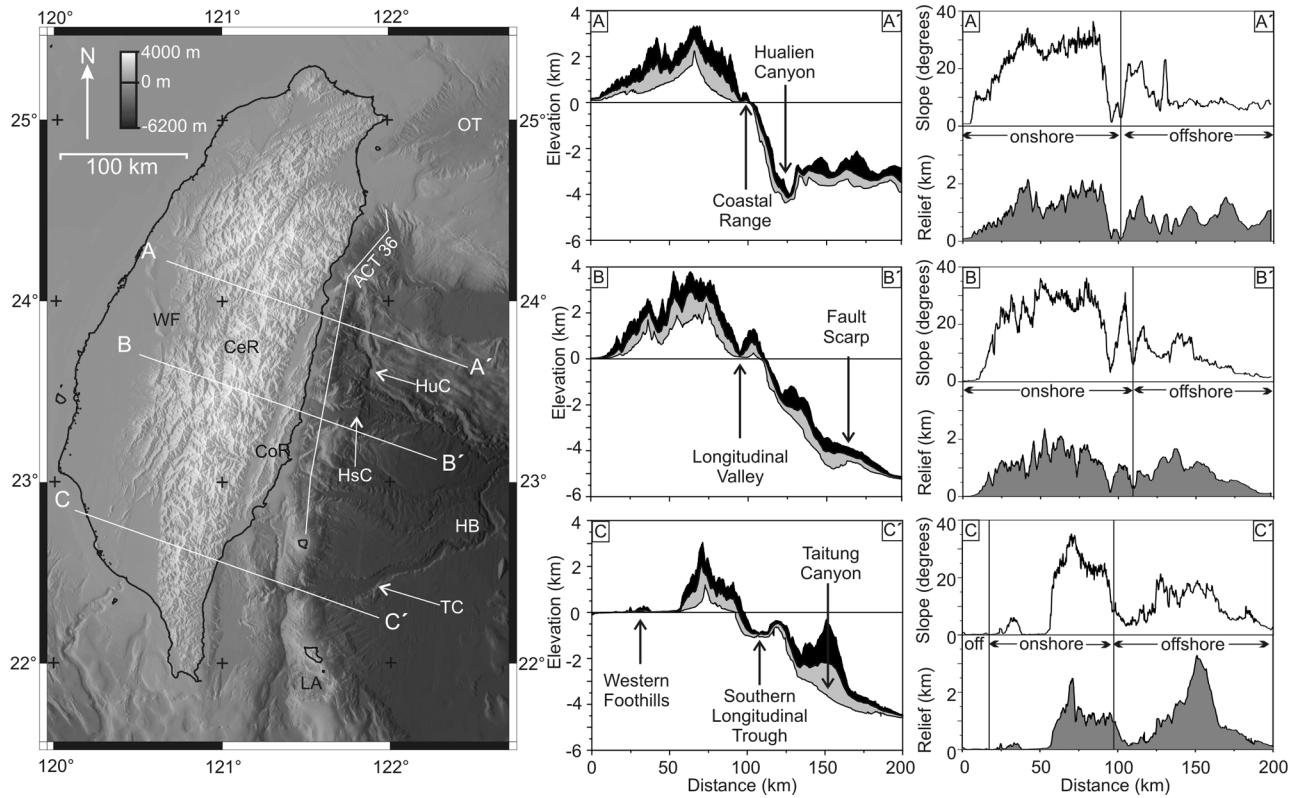 120°
121°
122°
N
4000 m
0 m
-6200 m
100 km
25°
25°
OT
A
ACT 36
24°
24°
WF
CeR
B
A´
HuC
CoR
B´
HsC
23°
23°
C
HB
TC
C´
22°
22°
LA
120°
121°
122°
A
A´
4
2
0
-2
-4
-6
Elevation (km)
Hualien
Canyon
Coastal
Range
B
B´
4
2
0
-2
-4
-6
Elevation (km)
Fault
Scarp
Longitudinal
Valley
C
C´
4
2
0
-2
-4
-6
Elevation (km)
Taitung
Canyon
Western
Foothills
Southern
Longitudinal
Trough
0
50
100
150
200
Distance (km)
A
A´
40
20
0
Slope (degrees)
onshore
offshore
2
0
Relief (km)
B
B´
40
20
0
Slope (degrees)
onshore
offshore
2
0
Relief (km)
C
C´
40
20
0
Slope (degrees)
off
onshore
offshore
2
0
Relief (km)
0
50
100
150
200
Distance (km)